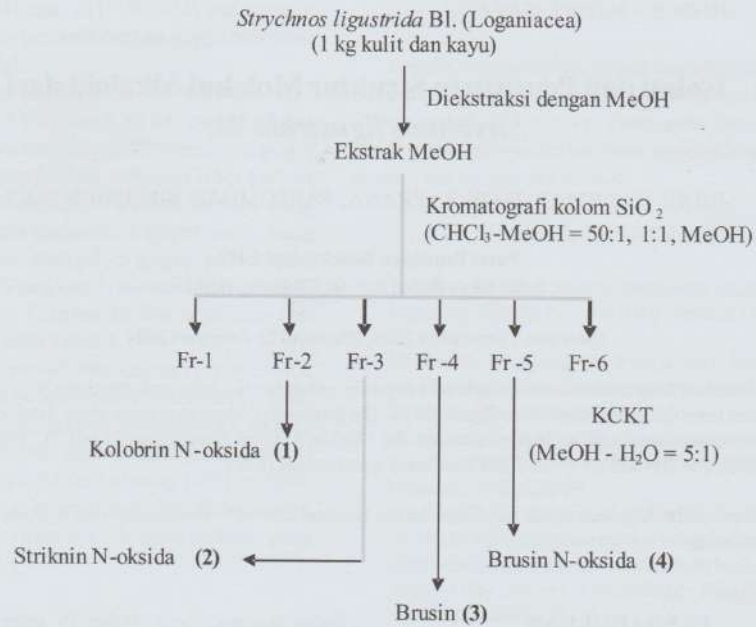 Strychnos ligustrida Bl. (Loganiacea)
(1 kg kulit dan kayu)
Diekstraksi dengan MeOH
Ekstrak MeOH
Kromatografi kolom SiO₂
(CHCl₃-MeOH = 50:1, 1:1, MeOH)
Fr-1 Fr-2 Fr-3 Fr-4 Fr-5 Fr-6
KCKT
(MeOH - H₂O = 5:1)
Kolobrin N-oksida (1)
Striknin N-oksida (2)
Brusin N-oksida (4)
Brusin (3)